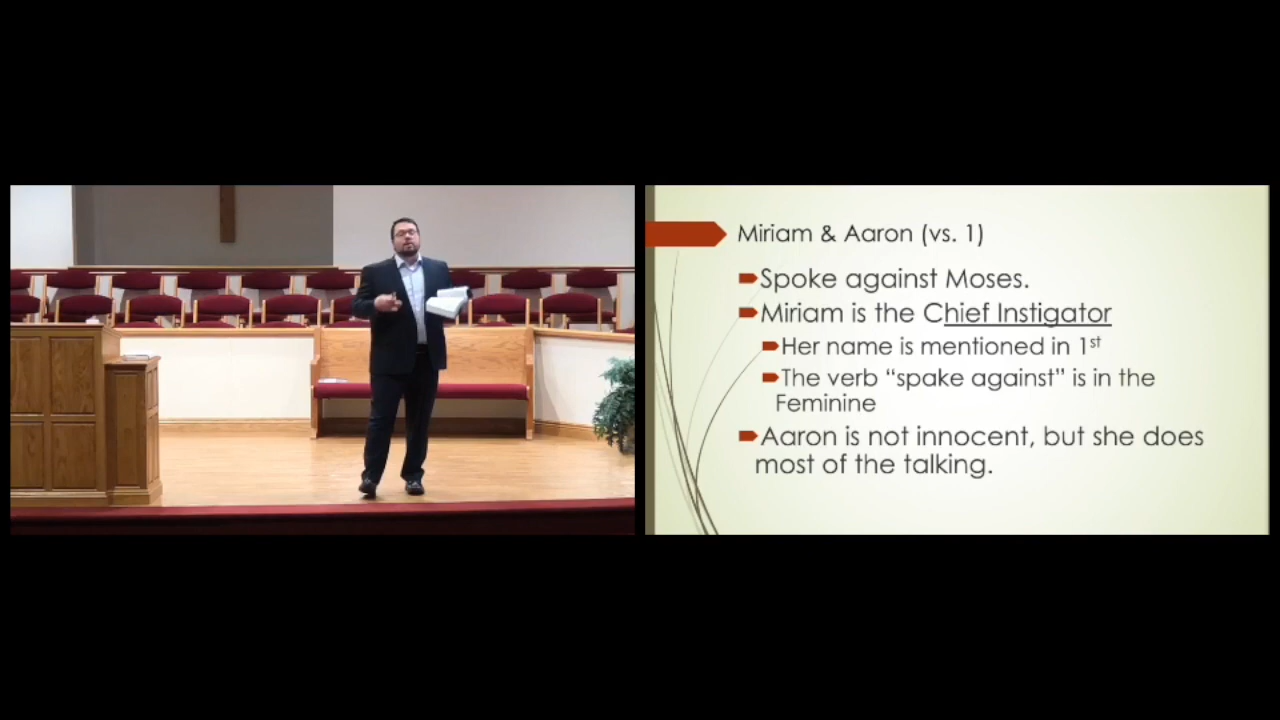 Miriam & Aaron (vs. 1)
Spoke against Moses.
Miriam is the Chief Instigator
Her name is mentioned in 1st
The verb “spake against” is in the
Feminine
Aaron is not innocent, but she does
most of the talking.